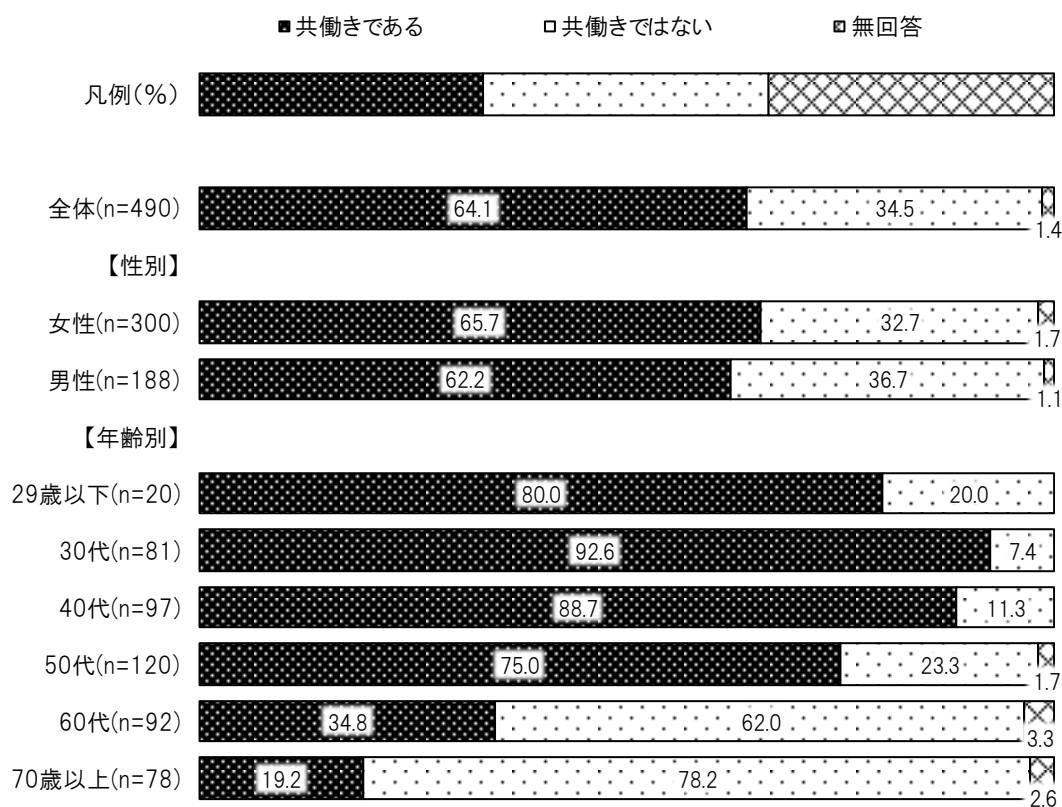 共働きである 共働きではない 無回答
凡例(%)
全体(n=490) 64.1 34.5 1.4
【性別】
女性(n=300) 65.7 32.7 1.7
男性(n=188) 62.2 36.7 1.1
【年齢別】
29歳以下(n=20) 80.0 20.0
30代(n=81) 92.6 7.4
40代(n=97) 88.7 11.3
50代(n=120) 75.0 23.3 1.7
60代(n=92) 34.8 62.0 3.3
70歳以上(n=78) 19.2 78.2 2.6